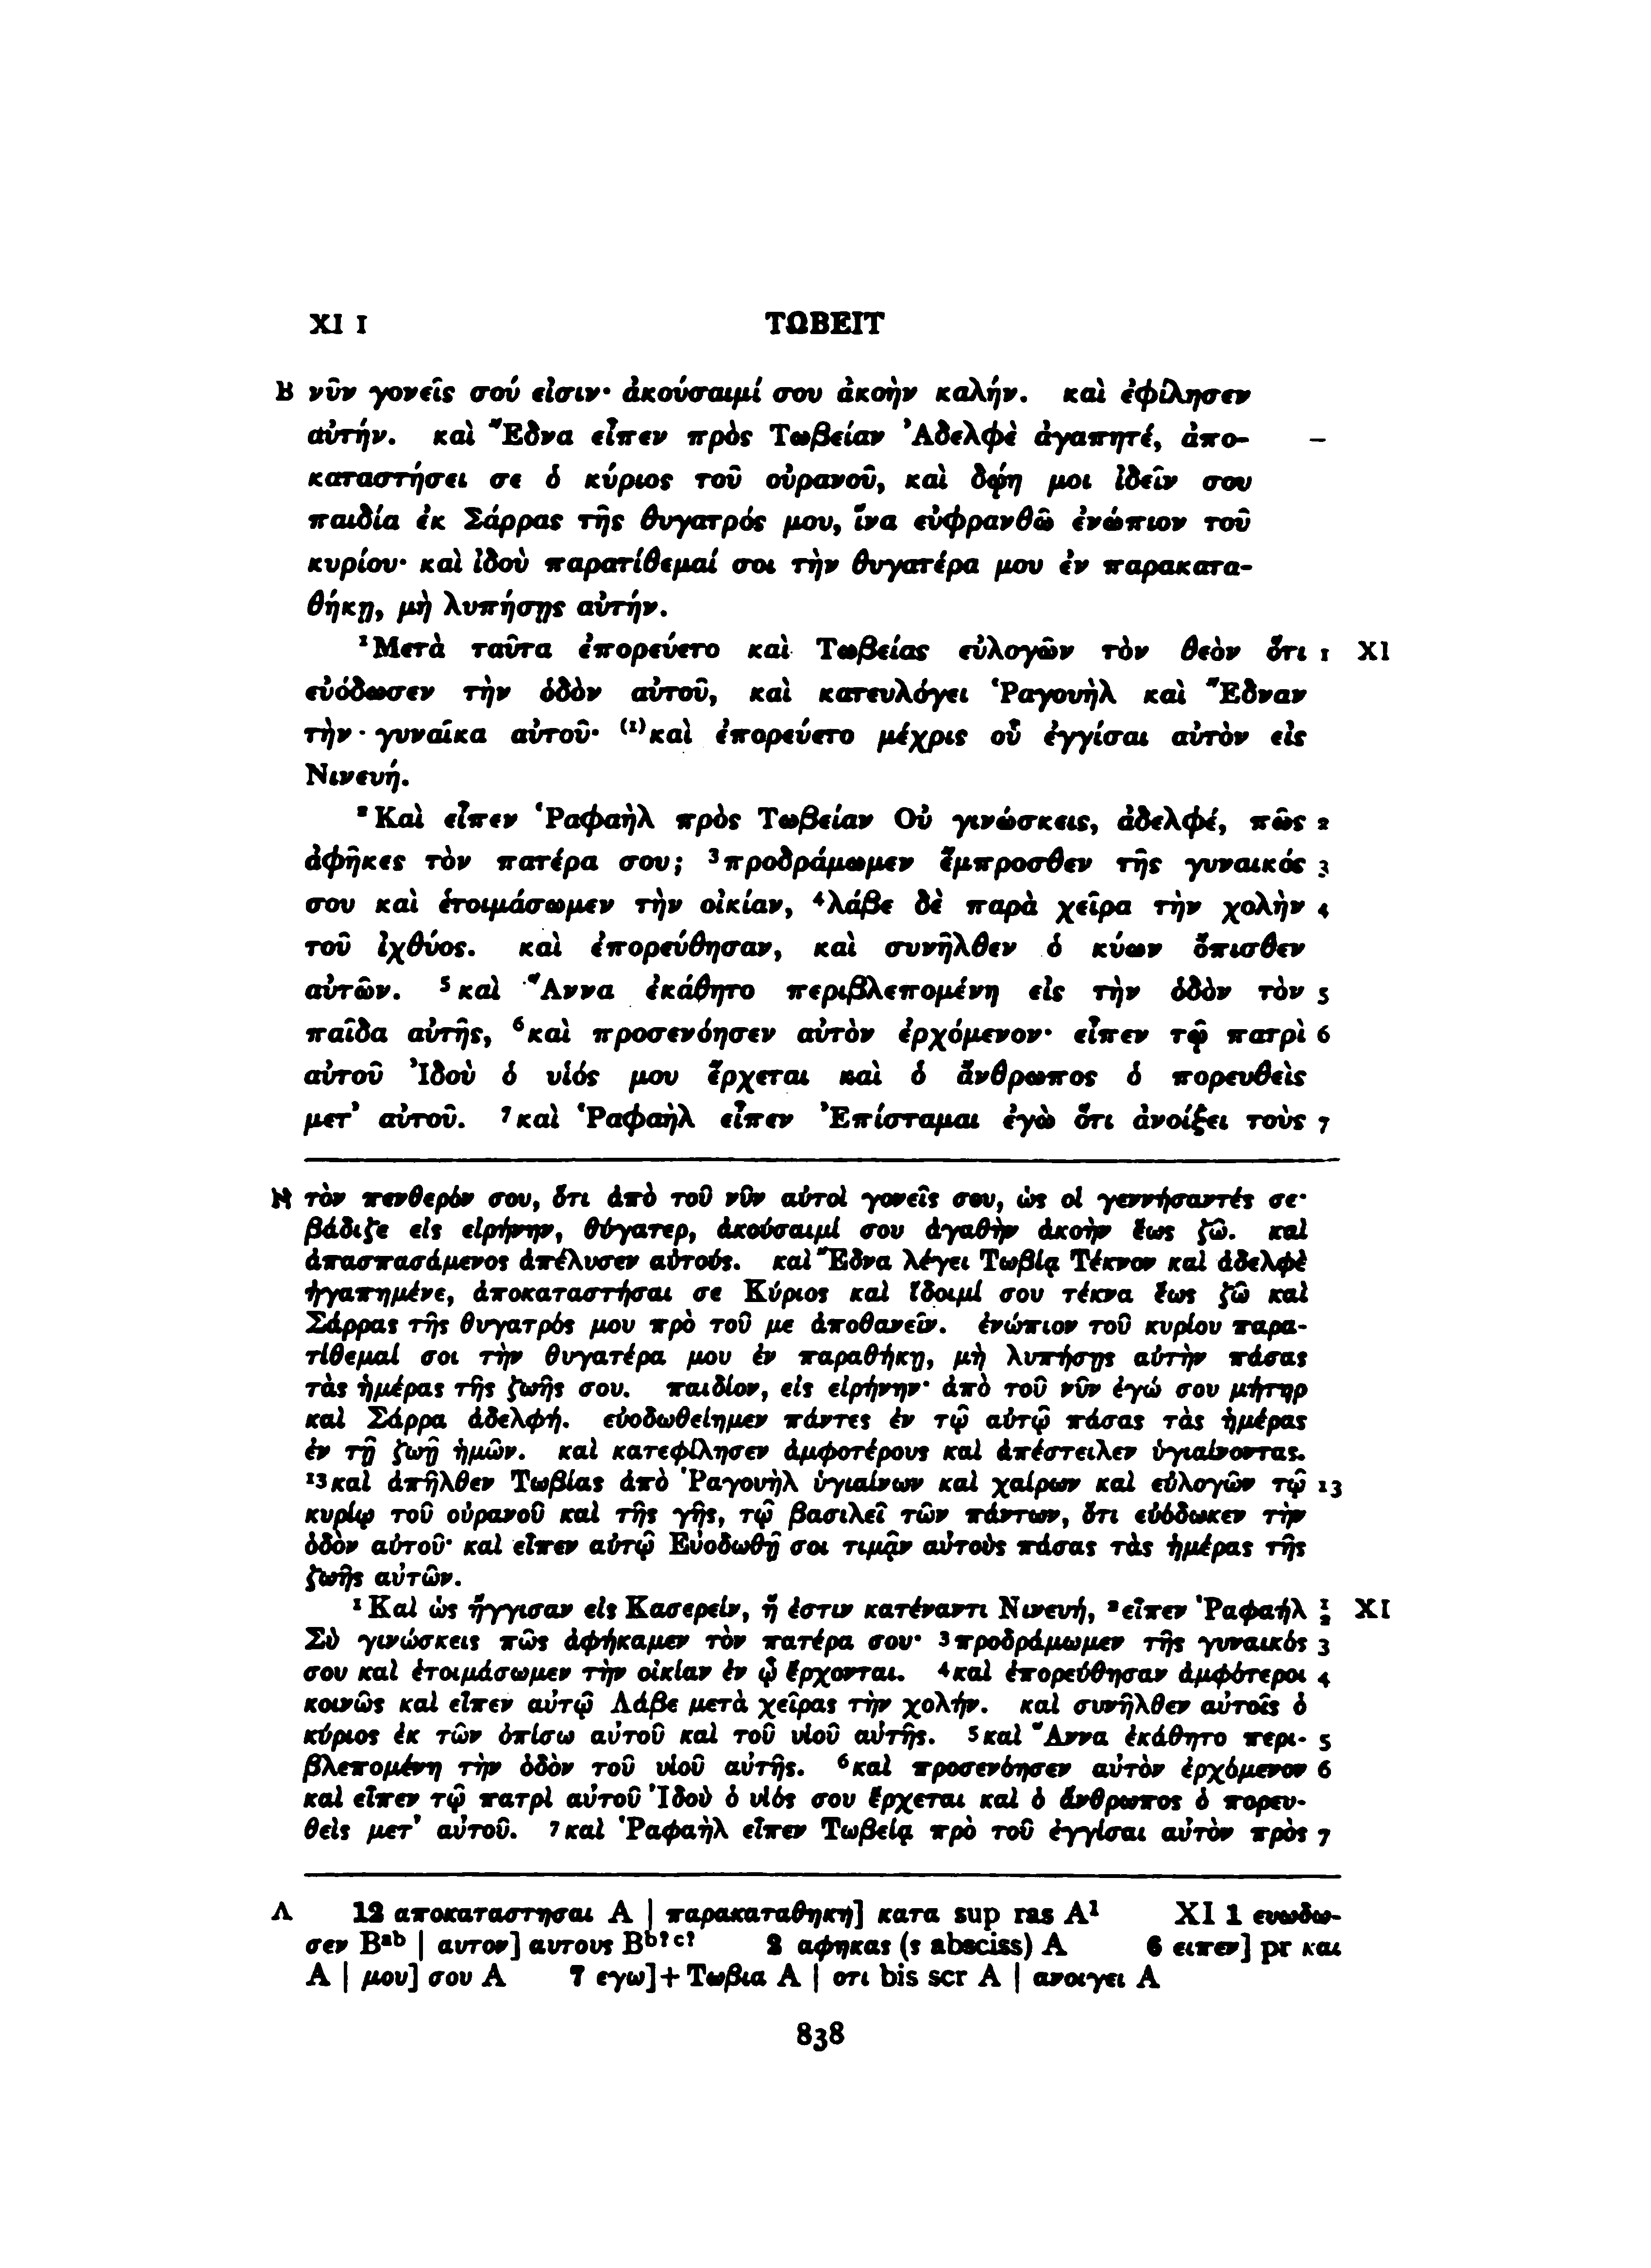 XI 1 ΤΩΒΕΙΤ
B νῦν γονεῖς σού εἰσιν· ἀκούσαιμί σου ἀκοὴν καλήν. καὶ ἐφίλησεν
αὐτήν. καὶ Ἔδνα εἶπεν πρὸς Τωβείαν Ἀδελφὲ ἀγαπητέ, ἀπο-
καταστήσει σε ὁ κύριος τοῦ οὐρανοῦ, καὶ δῴη μοι ἰδεῖν σου
παιδία ἐκ Σάρρας τῆς θυγατρός μου, ἵνα εὐφρανθῶ ἐνώπιον τοῦ
κυρίου· καὶ ἰδοὺ παρατίθεμαί σοι τὴν θυγατέρα μου ἐν παρακατα-
θήκῃ, μὴ λυπήσῃς αὐτήν.
¹Μετὰ ταῦτα ἐπορεύετο καὶ Τωβείας εὐλογῶν τὸν θεὸν ὅτι 1 XI
εὐόδωσεν τὴν ὁδὸν αὐτοῦ, καὶ κατευλόγει Ῥαγουὴλ καὶ Ἔδναν
τὴν γυναῖκα αὐτοῦ· ⁽¹⁾καὶ ἐπορεύετο μέχρις οὗ ἐγγίσαι αὐτὸν εἰς
Νινευή.
²Καὶ εἶπεν Ῥαφαὴλ πρὸς Τωβείαν Οὐ γινώσκεις, ἀδελφέ, πῶς 2
ἀφῆκες τὸν πατέρα σου; ³προδράμωμεν ἔμπροσθεν τῆς γυναικός 3
σου καὶ ἑτοιμάσωμεν τὴν οἰκίαν, ⁴λάβε δὲ παρὰ χεῖρα τὴν χολὴν 4
τοῦ ἰχθύος. καὶ ἐπορεύθησαν, καὶ συνῆλθεν ὁ κύων ὄπισθεν
αὐτῶν. ⁵καὶ Ἄννα ἐκάθητο περιβλεπομένη εἰς τὴν ὁδὸν τὸν 5
παῖδα αὐτῆς, ⁶καὶ προσενόησεν αὐτὸν ἐρχόμενον· εἶπεν τῷ πατρὶ 6
αὐτοῦ Ἰδοὺ ὁ υἱός μου ἔρχεται καὶ ὁ ἄνθρωπος ὁ πορευθεὶς
μετ᾽ αὐτοῦ. ⁷καὶ Ῥαφαὴλ εἶπεν Ἐπίσταμαι ἐγὼ ὅτι ἀνοίξει τοὺς 7
א τὸν πενθερόν σου, ὅτι ἀπὸ τοῦ νῦν αὐτοὶ γονεῖς σου, ὡς οἱ γεννήσαντές σε·
βάδιζε εἰς εἰρήνην, θύγατερ, ἀκούσαιμί σου ἀγαθὴν ἀκοὴν ἕως ζῶ. καὶ
ἀπασπασάμενος ἀπέλυσεν αὐτούς. καὶ Ἔδνα λέγει Τωβίᾳ Τέκνον καὶ ἀδελφὲ
ἠγαπημένε, ἀποκαταστήσαι σε Κύριος καὶ ἴδοιμί σου τέκνα ἕως ζῶ καὶ
Σάρρας τῆς θυγατρός μου πρὸ τοῦ με ἀποθανεῖν. ἐνώπιον τοῦ κυρίου παρα-
τίθεμαί σοι τὴν θυγατέρα μου ἐν παραθήκῃ, μὴ λυπήσῃς αὐτὴν πάσας
τὰς ἡμέρας τῆς ζωῆς σου. παιδίον, εἰς εἰρήνην· ἀπὸ τοῦ νῦν ἐγώ σου μήτηρ
καὶ Σάρρα ἀδελφή. εὐοδωθείημεν πάντες ἐν τῷ αὐτῷ πάσας τὰς ἡμέρας
ἐν τῇ ζωῇ ἡμῶν. καὶ κατεφίλησεν ἀμφοτέρους καὶ ἀπέστειλεν ὑγιαίνοντας.
¹³καὶ ἀπῆλθεν Τωβίας ἀπὸ Ῥαγουὴλ ὑγιαίνων καὶ χαίρων καὶ εὐλογῶν τῷ 13
κυρίῳ τοῦ οὐρανοῦ καὶ τῆς γῆς, τῷ βασιλεῖ τῶν πάντων, ὅτι εὐόδωκεν τὴν
ὁδὸν αὐτοῦ· καὶ εἶπεν αὐτῷ Εὐοδωθῇ σοι τιμᾷν αὐτοὺς πάσας τὰς ἡμέρας τῆς
ζωῆς αὐτῶν.
¹Καὶ ὡς ἤγγισαν εἰς Κασερείν, ἥ ἐστιν κατέναντι Νινευή, ²εἶπεν Ῥαφαὴλ 1 2 XI
Σὺ γινώσκεις πῶς ἀφήκαμεν τὸν πατέρα σου· ³προδράμωμεν τῆς γυναικός 3
σου καὶ ἑτοιμάσωμεν τὴν οἰκίαν ἐν ᾧ ἔρχονται. ⁴καὶ ἐπορεύθησαν ἀμφότεροι 4
κοινῶς καὶ εἶπεν αὐτῷ Λάβε μετὰ χεῖρας τὴν χολήν. καὶ συνῆλθεν αὐτοῖς ὁ
κύριος ἐκ τῶν ὀπίσω αὐτοῦ καὶ τοῦ υἱοῦ αὐτῆς. ⁵καὶ Ἄννα ἐκάθητο περι- 5
βλεπομένη τὴν ὁδὸν τοῦ υἱοῦ αὐτῆς. ⁶καὶ προσενόησεν αὐτὸν ἐρχόμενον 6
καὶ εἶπεν τῷ πατρὶ αὐτοῦ Ἰδοὺ ὁ υἱός σου ἔρχεται καὶ ὁ ἄνθρωπος ὁ πορευ-
θεὶς μετ᾽ αὐτοῦ. ⁷καὶ Ῥαφαὴλ εἶπεν Τωβείᾳ πρὸ τοῦ ἐγγίσαι αὐτὸν πρὸς 7
A 12 αποκαταστησαι A | παρακαταθηκη] κατα sup ras A¹ XI 1 ευωδω-
σεν Bᵃᵇ | αυτον] αυτους Bᵇ?ᶜ? 2 αφηκας (ς absciss) A 6 ειπεν] pr και
A | μου] σου A 7 εγω]+Τωβια A | οτι bis scr A | ανοιγει A
838